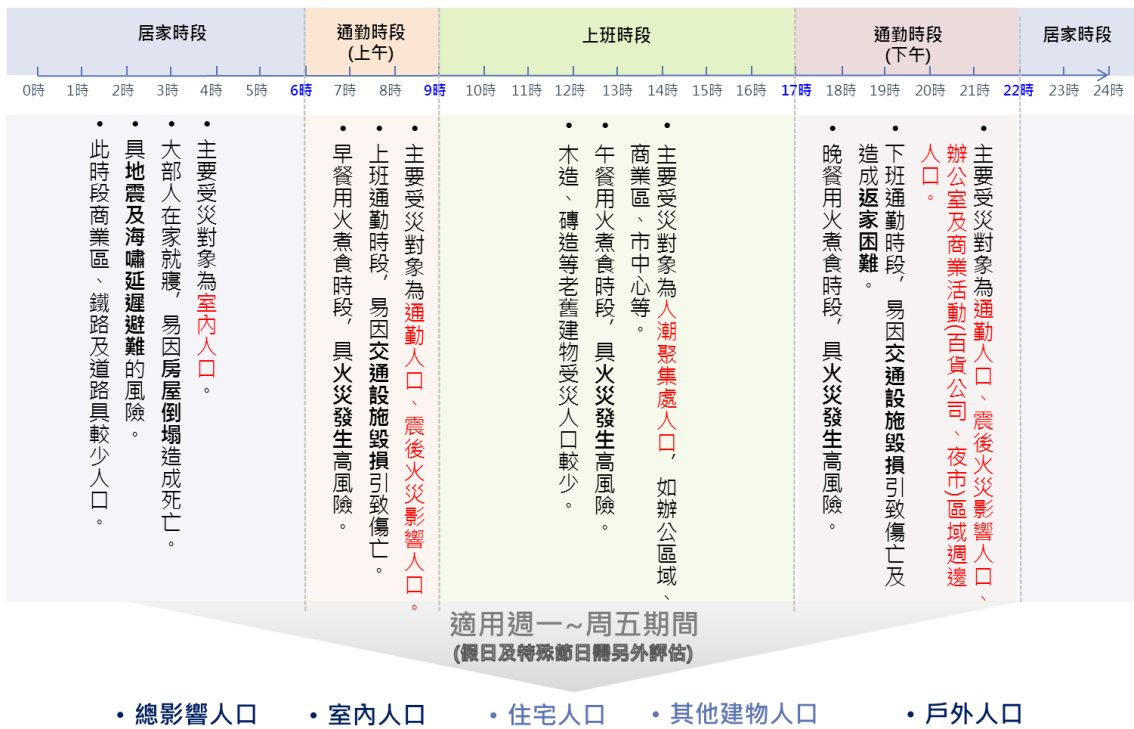 居家時段
通勤時段
(上午)
上班時段
通勤時段
(下午)
居家時段
0時 1時 2時 3時 4時 5時 6時 7時 8時 9時 10時 11時 12時 13時 14時 15時 16時 17時 18時 19時 20時 21時 22時 23時 24時
• 主要受災對象為室內人口。
• 大部人在家就寢，易因房屋倒塌造成死亡。
• 具地震及海嘯延遲避難的風險。
• 此時段商業區、鐵路及道路具較少人口。
• 主要受災對象為通勤人口、震後火災影響人口。
• 上班通勤時段，易因交通設施毀損引致傷亡。
• 早餐用火煮食時段，具火災發生高風險。
• 主要受災對象為人潮聚集處人口，如辦公區域、
商業區、市中心等。
• 午餐用火煮食時段，具火災發生高風險。
• 木造、磚造等老舊建物受災人口較少。
• 主要受災對象為通勤人口、震後火災影響人口、
辦公室及商業活動(百貨公司、夜市)區域週邊
人口。
• 下班通勤時段，易因交通設施毀損引致傷亡及
造成返家困難。
• 晚餐用火煮食時段，具火災發生高風險。
適用週一~周五期間
(假日及特殊節日需另外評估)
• 總影響人口 • 室內人口 • 住宅人口 • 其他建物人口 • 戶外人口